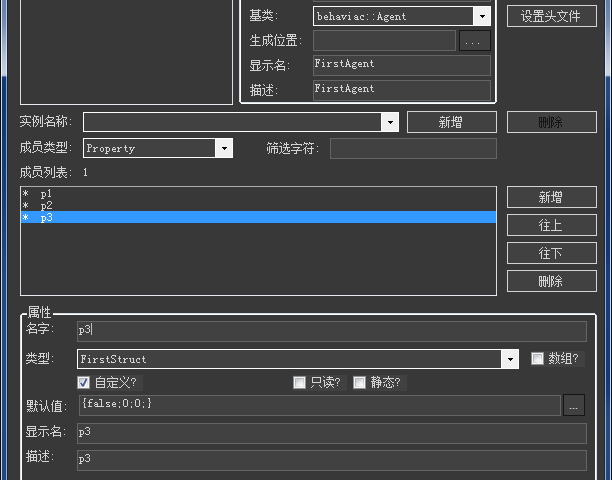 基类: behaviac::Agent 设置头文件
生成位置: ...
显示名: FirstAgent
描述: FirstAgent
实例名称: 新增 删除
成员类型: Property 筛选字符:
成员列表: 1
* p1 新增
* p2
* p3 往上
往下
删除
属性
名字: p3
类型: FirstStruct 数组?
自定义? 只读? 静态?
默认值: {false;0;0;} ...
显示名: p3
描述: p3